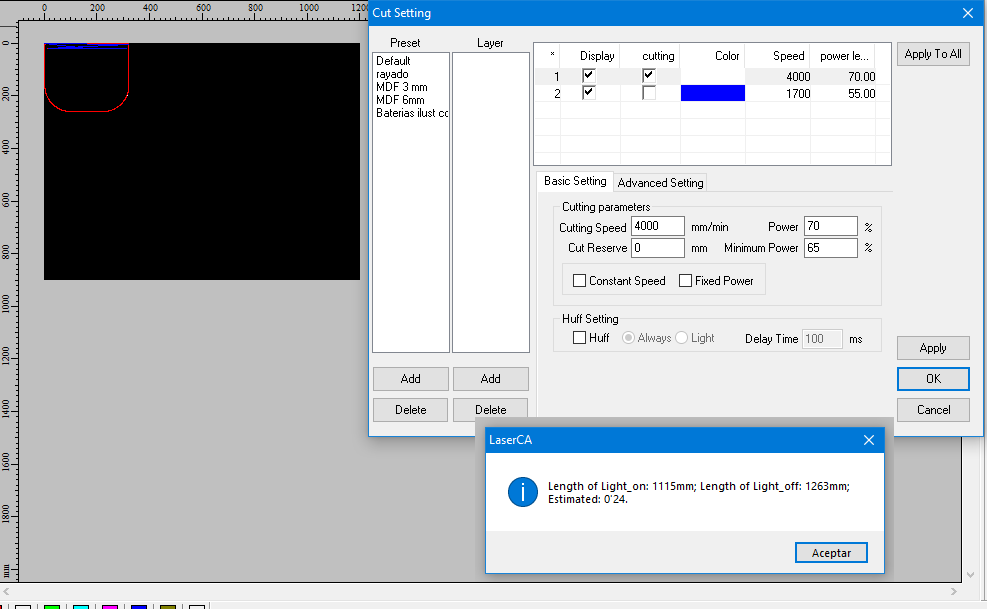 0 200 400 600 800 1000 1200
Cut Setting
Preset Layer
Default
rayado
MDF 3 mm
MDF 6mm
Baterias ilust cc
* Display cutting Color Speed power le...
1 4000 70.00
2 1700 55.00
Apply To All
Basic Setting Advanced Setting
Cutting parameters
Cutting Speed 4000 mm/min Power 70 %
Cut Reserve 0 mm Minimum Power 65 %
Constant Speed Fixed Power
Huff Setting
Huff Always Light Delay Time 100 ms
Apply
Add Add OK
Delete Delete Cancel
LaserCA
Length of Light_on: 1115mm; Length of Light_off: 1263mm;
Estimated: 0'24.
Aceptar
0
200
400
600
800
1000
1200
1400
1600
1800
mm